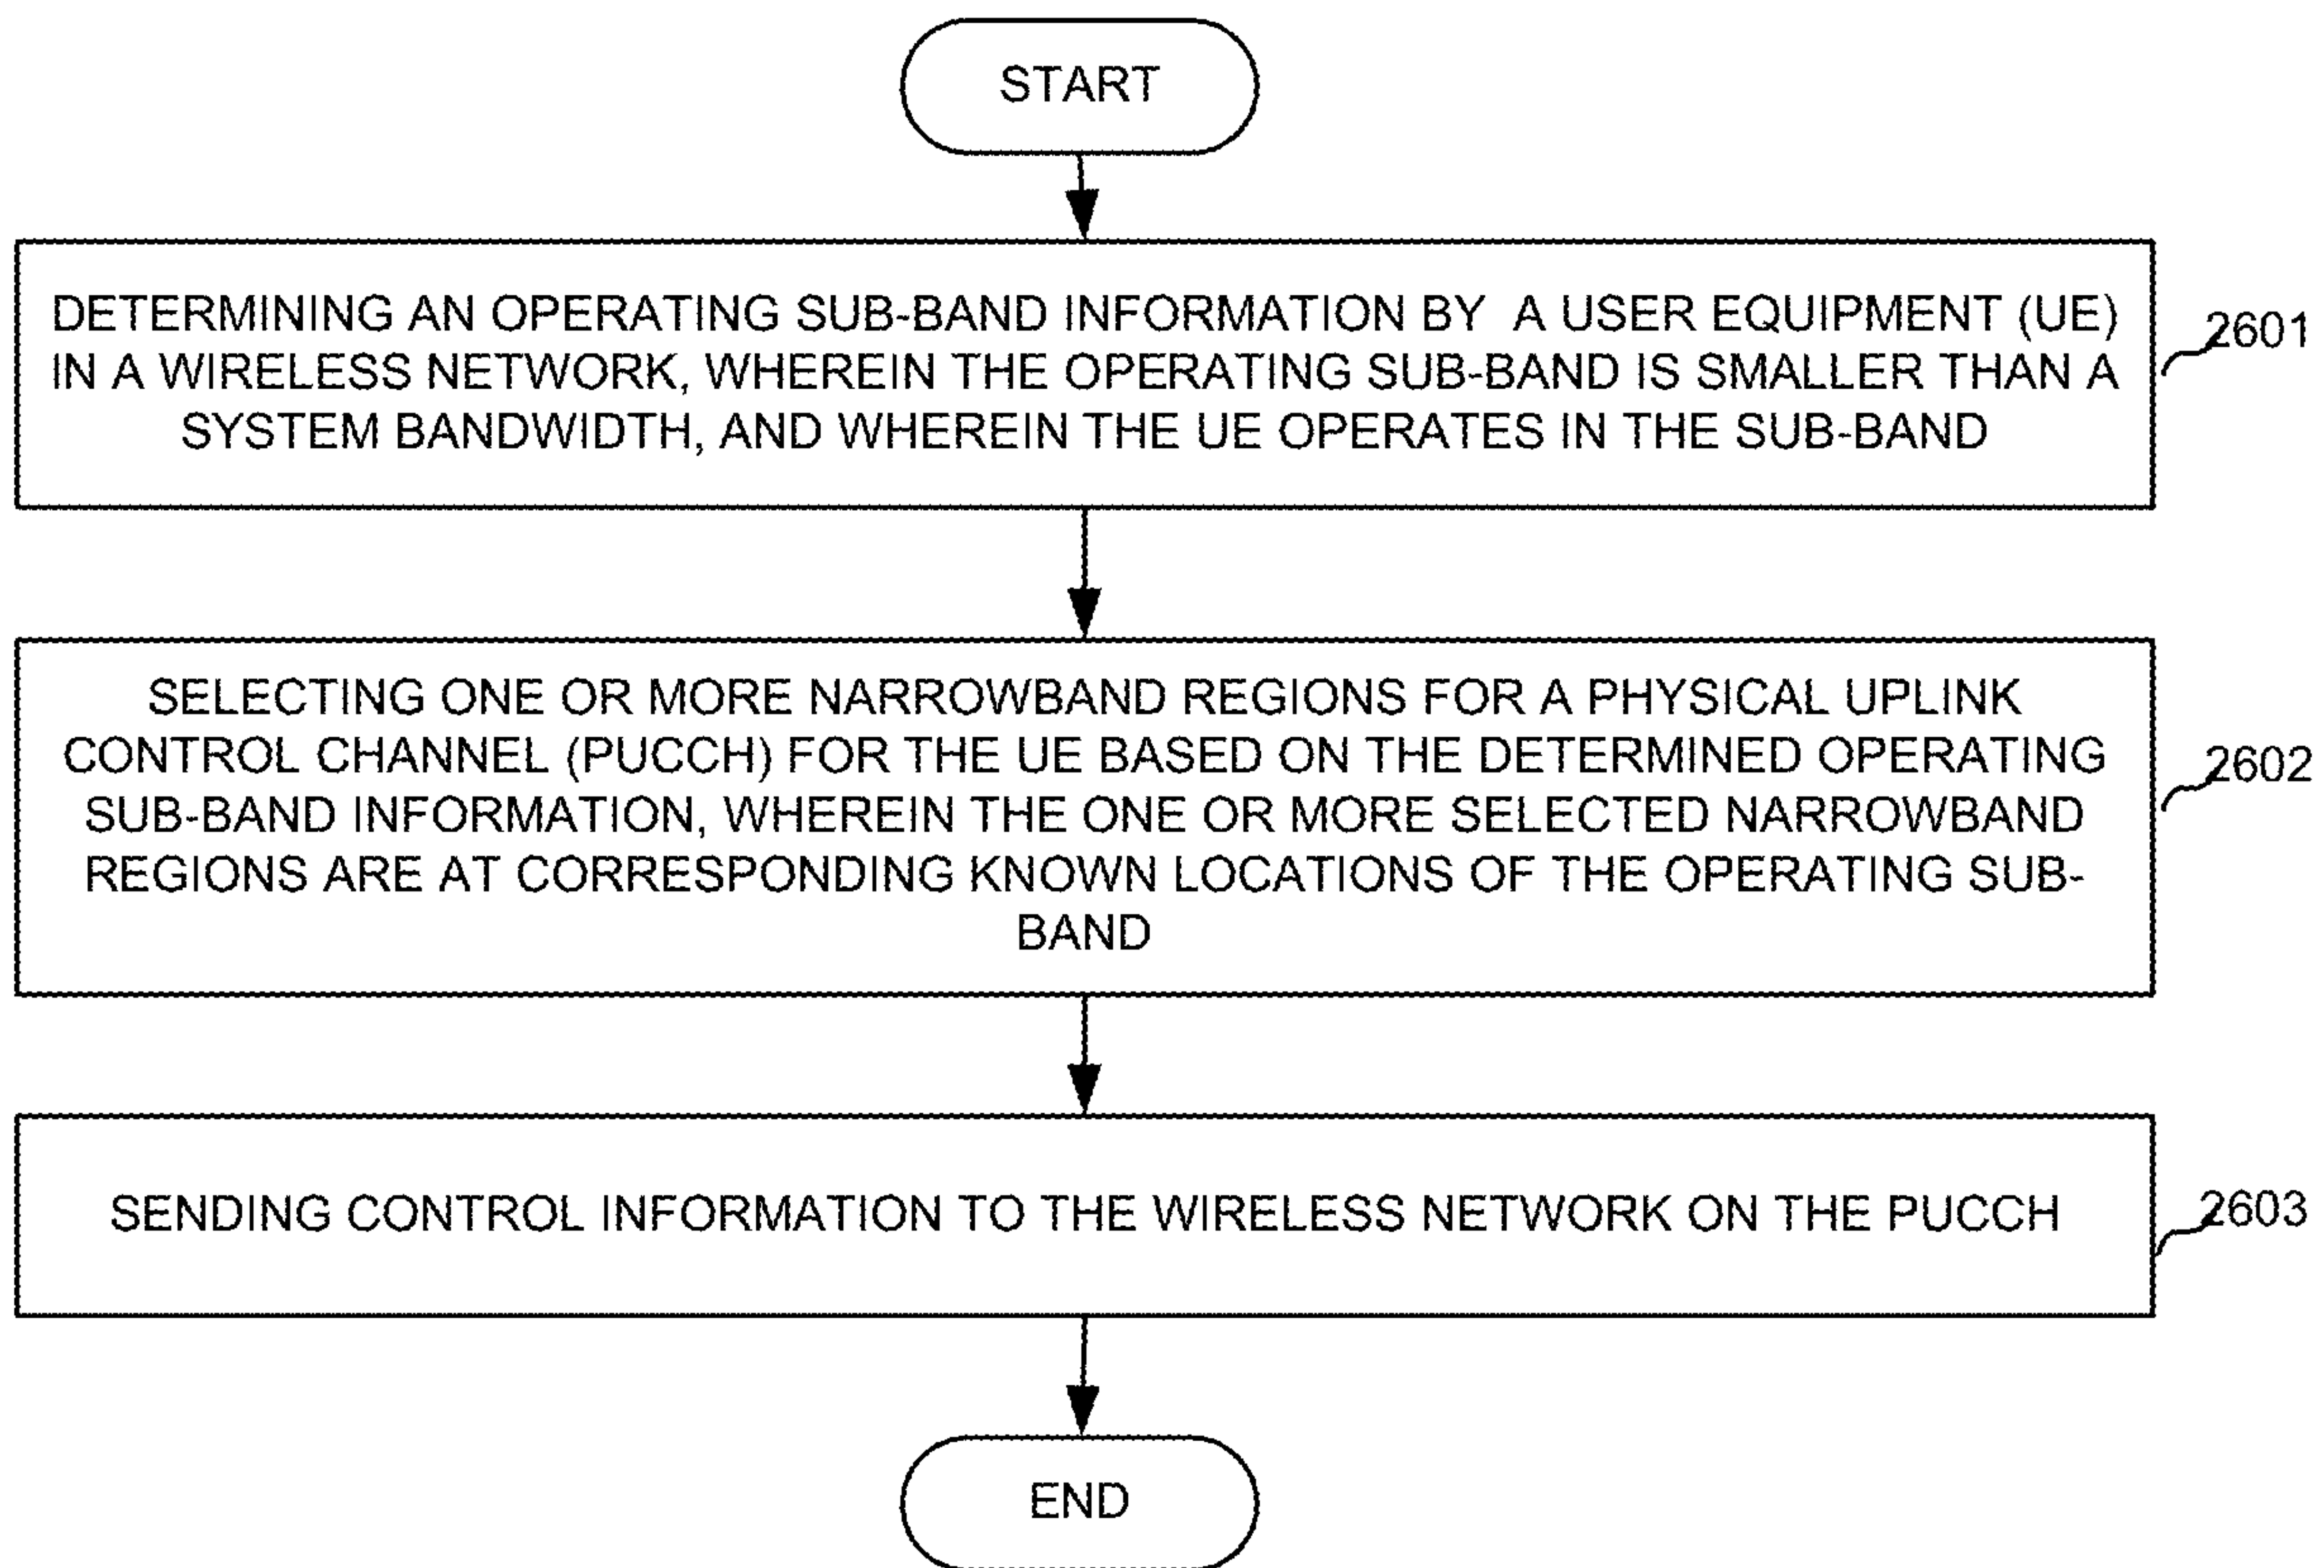 START
DETERMINING AN OPERATING SUB-BAND INFORMATION BY A USER EQUIPMENT (UE)
IN A WIRELESS NETWORK, WHEREIN THE OPERATING SUB-BAND IS SMALLER THAN A
SYSTEM BANDWIDTH, AND WHEREIN THE UE OPERATES IN THE SUB-BAND
2601
SELECTING ONE OR MORE NARROWBAND REGIONS FOR A PHYSICAL UPLINK
CONTROL CHANNEL (PUCCH) FOR THE UE BASED ON THE DETERMINED OPERATING
SUB-BAND INFORMATION, WHEREIN THE ONE OR MORE SELECTED NARROWBAND
REGIONS ARE AT CORRESPONDING KNOWN LOCATIONS OF THE OPERATING SUB-
BAND
2602
SENDING CONTROL INFORMATION TO THE WIRELESS NETWORK ON THE PUCCH
2603
END